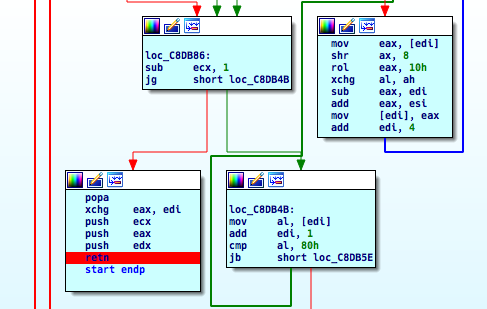 loc_C8DB86:
sub ecx, 1
jg short loc_C8DB4B
mov eax, [edi]
shr ax, 8
rol eax, 10h
xchg al, ah
sub eax, edi
add eax, esi
mov [edi], eax
add edi, 4
popa
xchg eax, edi
push ecx
push eax
push edx
retn
start endp
loc_C8DB4B:
mov al, [edi]
add edi, 1
cmp al, 80h
jb short loc_C8DB5E